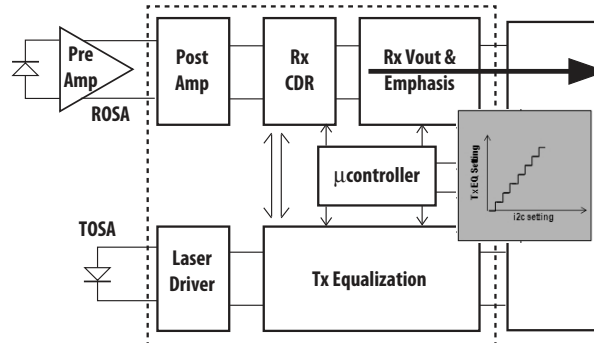 Pre
Amp
ROSA
Post
Amp
Rx
CDR
Rx Vout &
Emphasis
μcontroller
Tx EQ Setting
i2c setting
TOSA
Laser
Driver
Tx Equalization